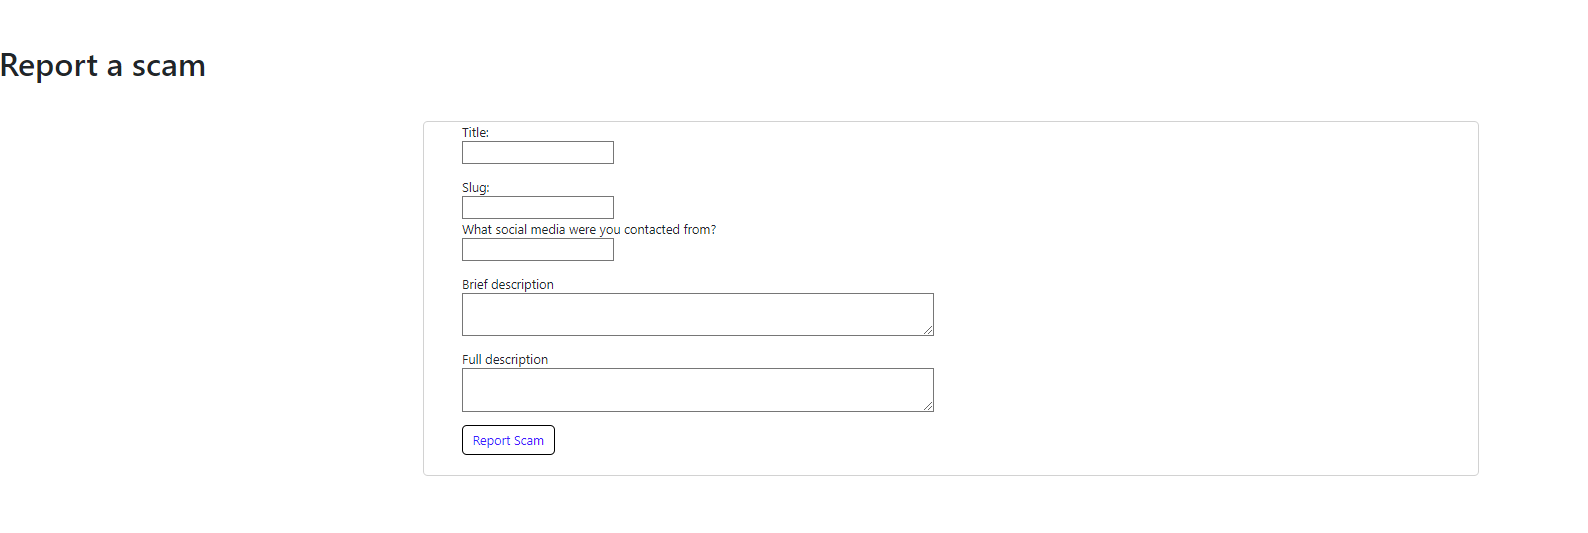 Report a scam
Title:
Slug:
What social media were you contacted from?
Brief description
Full description
Report Scam